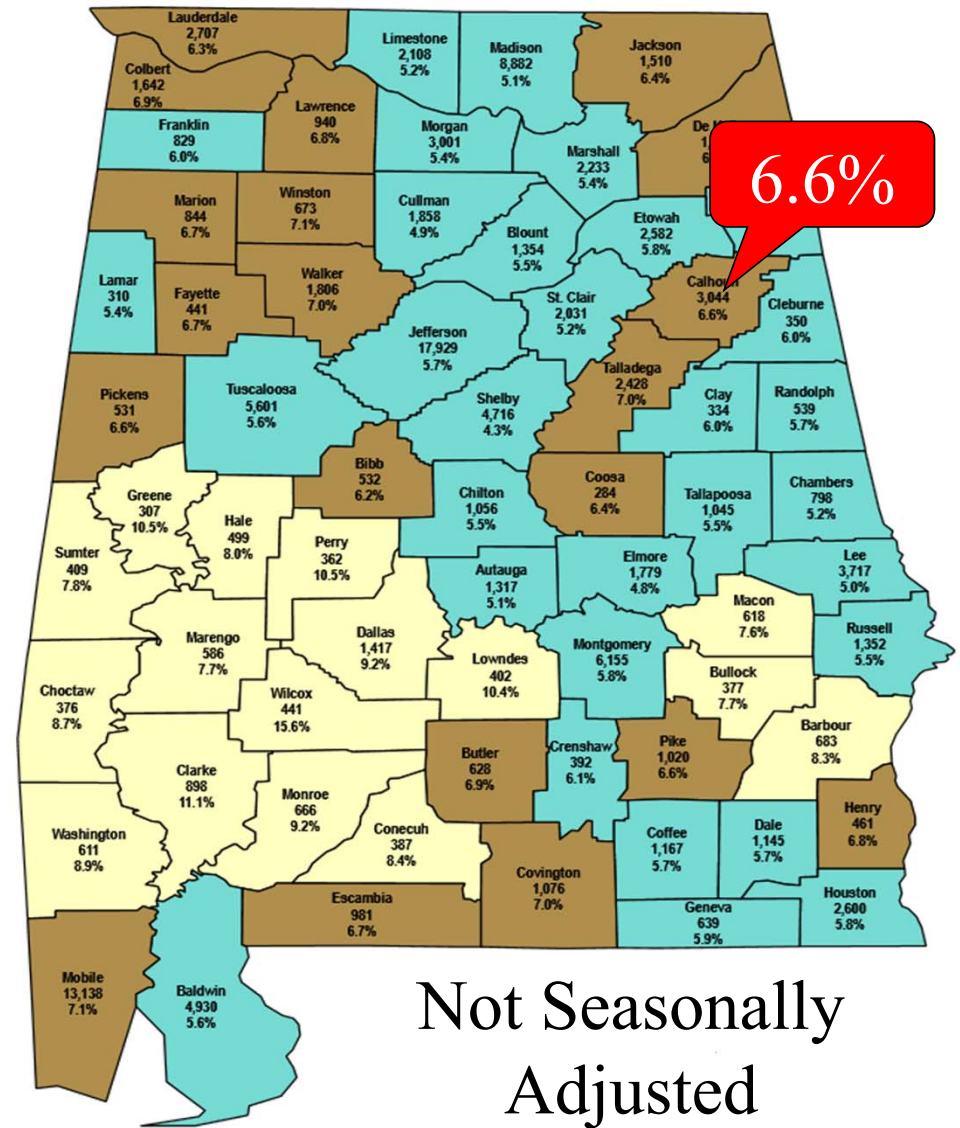 Lauderdale
2,707
6.3%
Limestone
2,108
5.2%
Madison
8,882
5.1%
Jackson
1,510
6.4%
Colbert
1,642
6.9%
Lawrence
940
6.8%
Franklin
829
6.0%
Morgan
3,001
5.4%
Marshall
2,233
5.4%
6.6%
Marion
844
6.7%
Winston
673
7.1%
Cullman
1,858
4.9%
Blount
1,354
5.5%
Etowah
2,582
5.8%
Lamar
310
5.4%
Fayette
441
6.7%
Walker
1,806
7.0%
St. Clair
2,031
5.2%
Calhoun
3,044
6.6%
Cleburne
350
6.0%
Jefferson
17,929
5.7%
Talladega
2,428
7.0%
Pickens
531
6.6%
Tuscaloosa
5,601
5.6%
Shelby
4,716
4.3%
Clay
334
6.0%
Randolph
539
5.7%
Bibb
532
6.2%
Greene
307
10.5%
Hale
499
8.0%
Chilton
1,056
5.5%
Coosa
284
6.4%
Tallapoosa
1,045
5.5%
Chambers
798
5.2%
Sumter
409
7.8%
Perry
362
10.5%
Autauga
1,317
5.1%
Elmore
1,779
4.8%
Lee
3,717
5.0%
Macon
618
7.6%
Russell
1,352
5.5%
Marengo
586
7.7%
Dallas
1,417
9.2%
Lowndes
402
10.4%
Montgomery
6,155
5.8%
Bullock
377
7.7%
Choctaw
376
8.7%
Wilcox
441
15.6%
Barbour
683
8.3%
Clarke
898
11.1%
Butler
628
6.9%
Crenshaw
392
6.1%
Pike
1,020
6.6%
Monroe
666
9.2%
Henry
461
6.8%
Washington
611
8.9%
Conecuh
387
8.4%
Coffee
1,167
5.7%
Dale
1,145
5.7%
Covington
1,076
7.0%
Escambia
981
6.7%
Geneva
639
5.9%
Houston
2,600
5.8%
Mobile
13,138
7.1%
Baldwin
4,930
5.6%
Not Seasonally
Adjusted